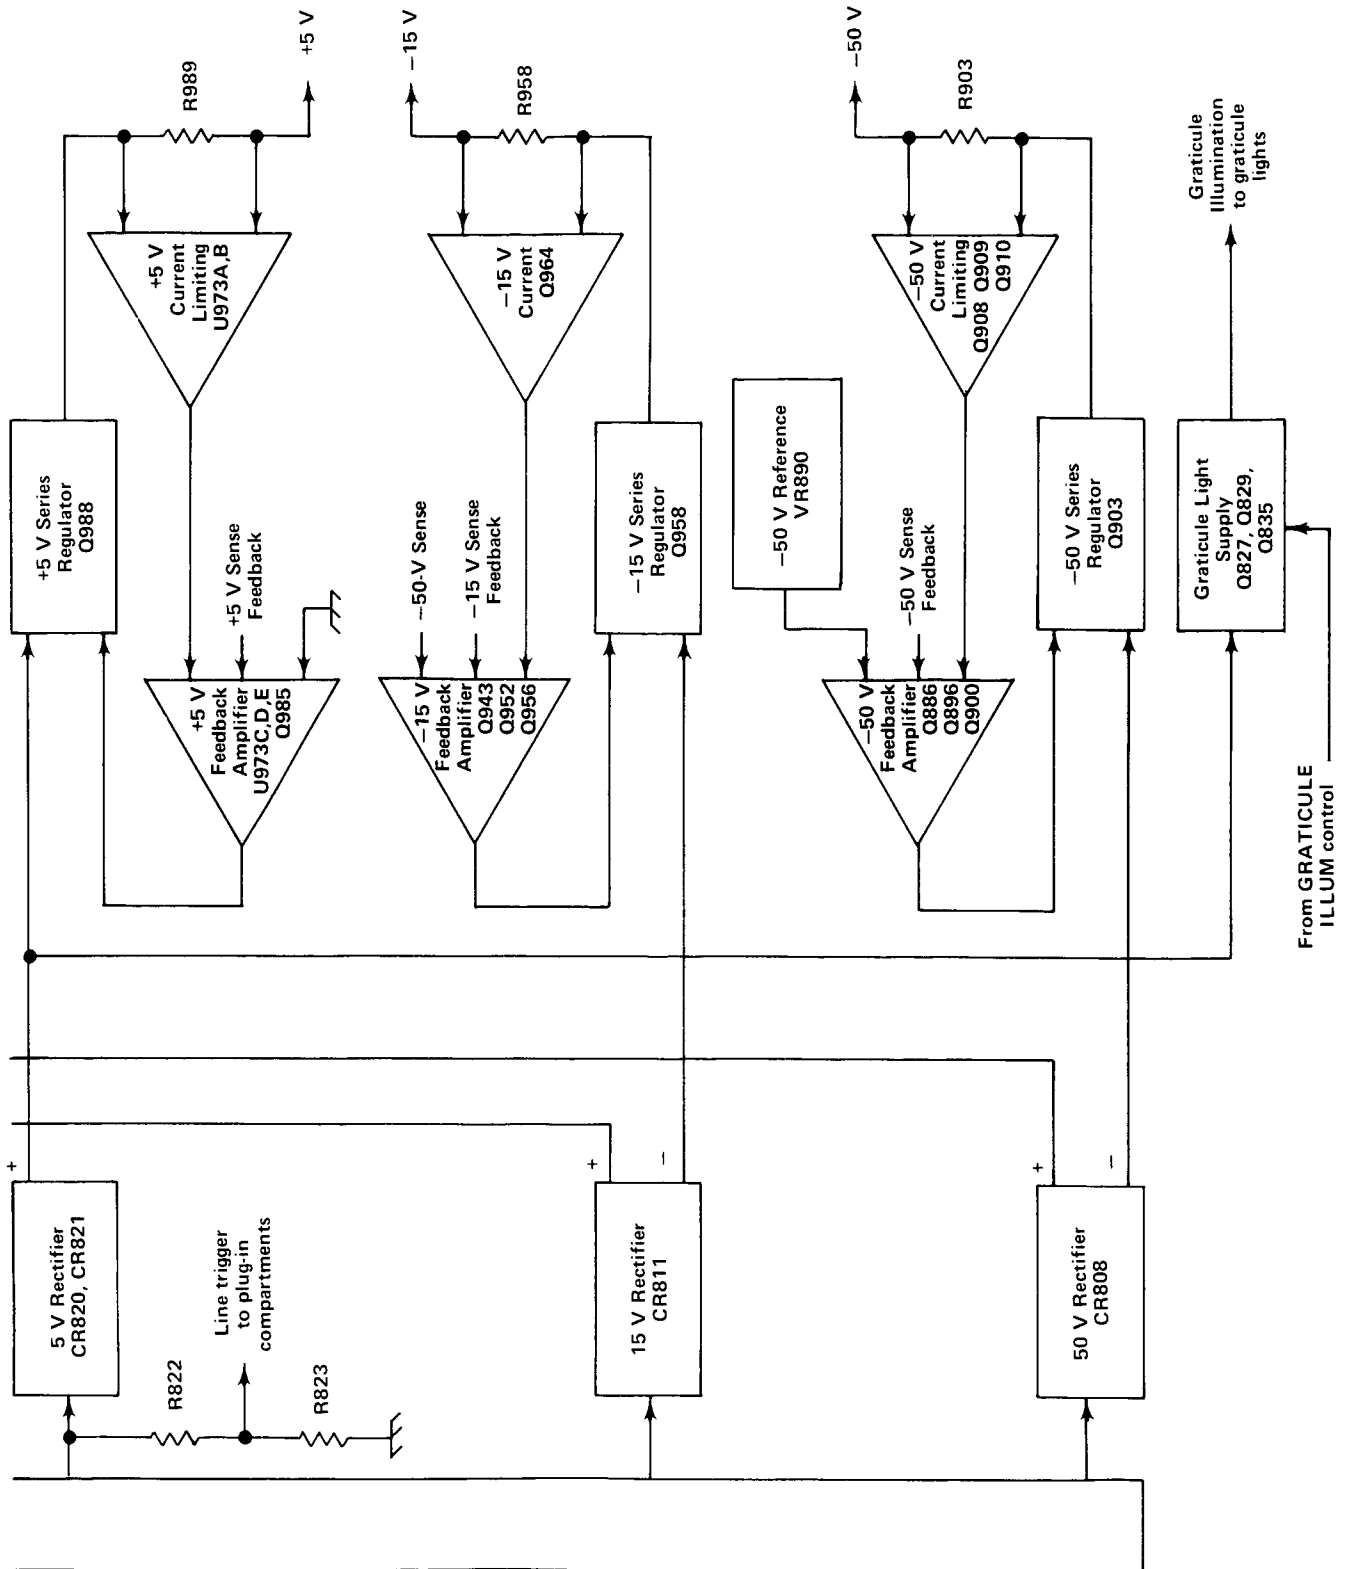 +5 V
R989
+5 V
Current
Limiting
U973A,B
+5 V Series
Regulator
Q988
+5 V Sense
Feedback
+5 V
Feedback
Amplifier
U973C,D,E
Q985
+
5 V Rectifier
CR820, CR821
Line trigger
to plug-in
compartments
R822
R823
−15 V
R958
−15 V
Current
Q964
−50-V Sense
−15 V Sense
Feedback
−15 V Series
Regulator
Q958
−15 V
Feedback
Amplifier
Q943
Q952
Q956
+
−
15 V Rectifier
CR811
−50 V
R903
−50 V
Current
Limiting
Q908 Q909
Q910
−50 V Reference
VR890
−50 V Sense
Feedback
−50 V Series
Regulator
Q903
−50 V
Feedback
Amplifier
Q886
Q896
Q900
+
−
50 V Rectifier
CR808
Graticule
Illumination
to graticule
lights
Graticule Light
Supply
Q827, Q829,
Q835
From GRATICULE
ILLUM control